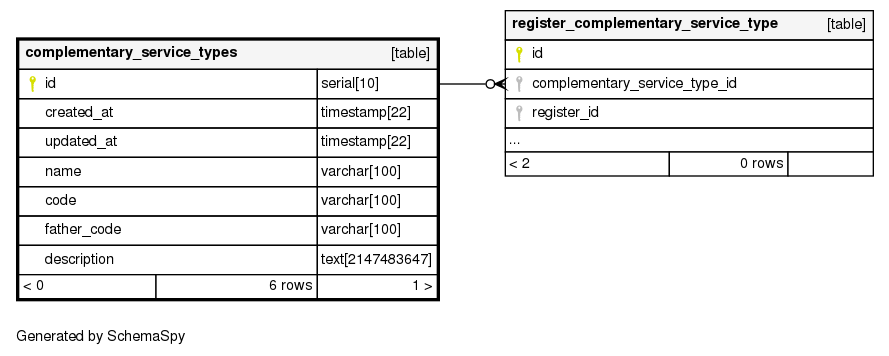 complementary_service_types [table]
id serial[10]
created_at timestamp[22]
updated_at timestamp[22]
name varchar[100]
code varchar[100]
father_code varchar[100]
description text[2147483647]
< 0 6 rows 1 >
register_complementary_service_type [table]
id
complementary_service_type_id
register_id
...
< 2 0 rows
Generated by SchemaSpy